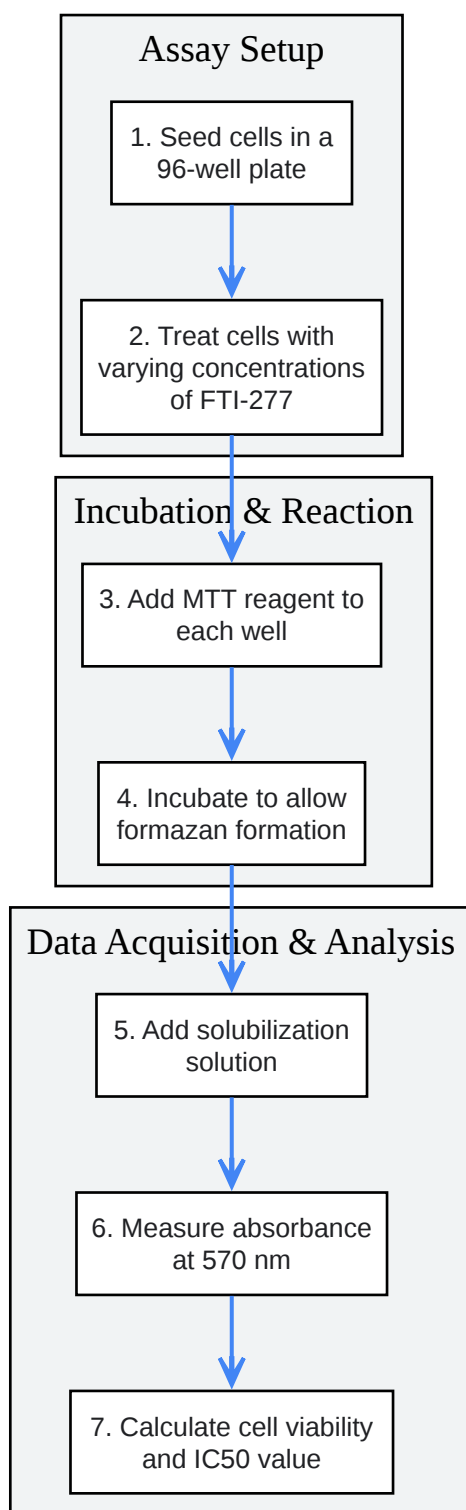 Assay Setup
1. Seed cells in a
96-well plate
2. Treat cells with
varying concentrations
of FTI-277
Incubation & Reaction
3. Add MTT reagent to
each well
4. Incubate to allow
formazan formation
Data Acquisition & Analysis
5. Add solubilization
solution
6. Measure absorbance
at 570 nm
7. Calculate cell viability
and IC50 value